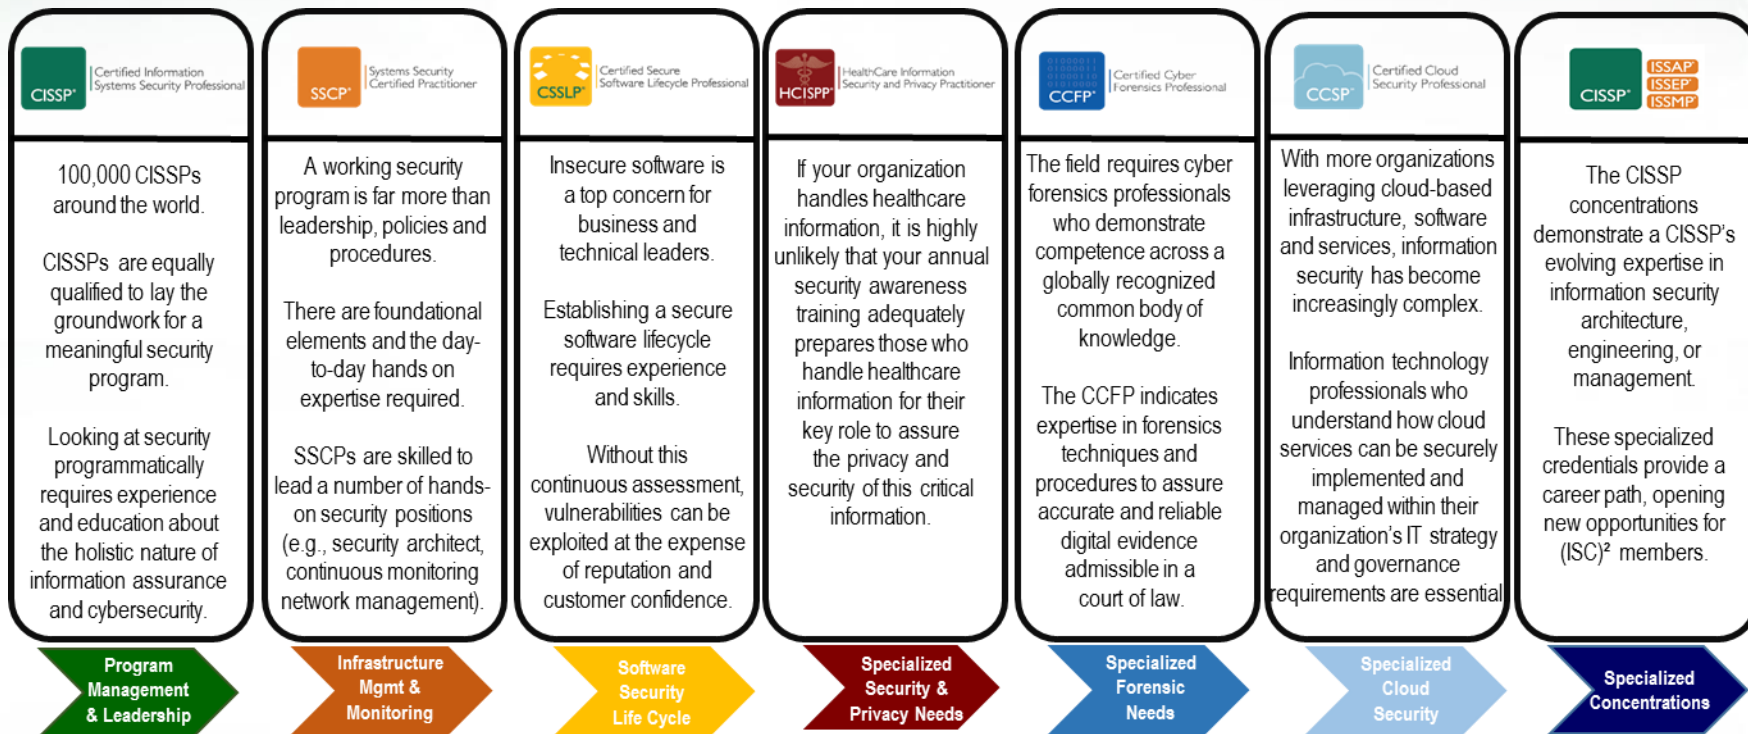 CISSP®
Certified Information
Systems Security Professional
100,000 CISSPs
around the world.
CISSPs are equally
qualified to lay the
groundwork for a
meaningful security
program.
Looking at security
programmatically
requires experience
and education about
the holistic nature of
information assurance
and cybersecurity.
Program
Management
& Leadership
SSCP®
Systems Security
Certified Practitioner
A working security
program is far more than
leadership, policies and
procedures.
There are foundational
elements and the day-
to-day hands on
expertise required.
SSCPs are skilled to
lead a number of hands-
on security positions
(e.g., security architect,
continuous monitoring
network management).
Infrastructure
Mgmt &
Monitoring
CSSLP®
Certified Secure
Software Lifecycle Professional
Insecure software is
a top concern for
business and
technical leaders.
Establishing a secure
software lifecycle
requires experience
and skills.
Without this
continuous assessment,
vulnerabilities can be
exploited at the expense
of reputation and
customer confidence.
Software
Security
Life Cycle
HCISPP®
HealthCare Information
Security and Privacy Practitioner
If your organization
handles healthcare
information, it is highly
unlikely that your annual
security awareness
training adequately
prepares those who
handle healthcare
information for their
key role to assure
the privacy and
security of this critical
information.
Specialized
Security &
Privacy Needs
01000011
01000110
01010000
CCFP®
Certified Cyber
Forensics Professional
The field requires cyber
forensics professionals
who demonstrate
competence across a
globally recognized
common body of
knowledge.
The CCFP indicates
expertise in forensics
techniques and
procedures to assure
accurate and reliable
digital evidence
admissible in a
court of law.
Specialized
Forensic
Needs
CCSP℠
Certified Cloud
Security Professional
With more organizations
leveraging cloud-based
infrastructure, software
and services, information
security has become
increasingly complex.
Information technology
professionals who
understand how cloud
services can be securely
implemented and
managed within their
organization's IT strategy
and governance
requirements are essential
Specialized
Cloud
Security
CISSP®
ISSAP®
ISSEP®
ISSMP®
The CISSP
concentrations
demonstrate a CISSP's
evolving expertise in
information security
architecture,
engineering, or
management.
These specialized
credentials provide a
career path, opening
new opportunities for
(ISC)² members.
Specialized
Concentrations